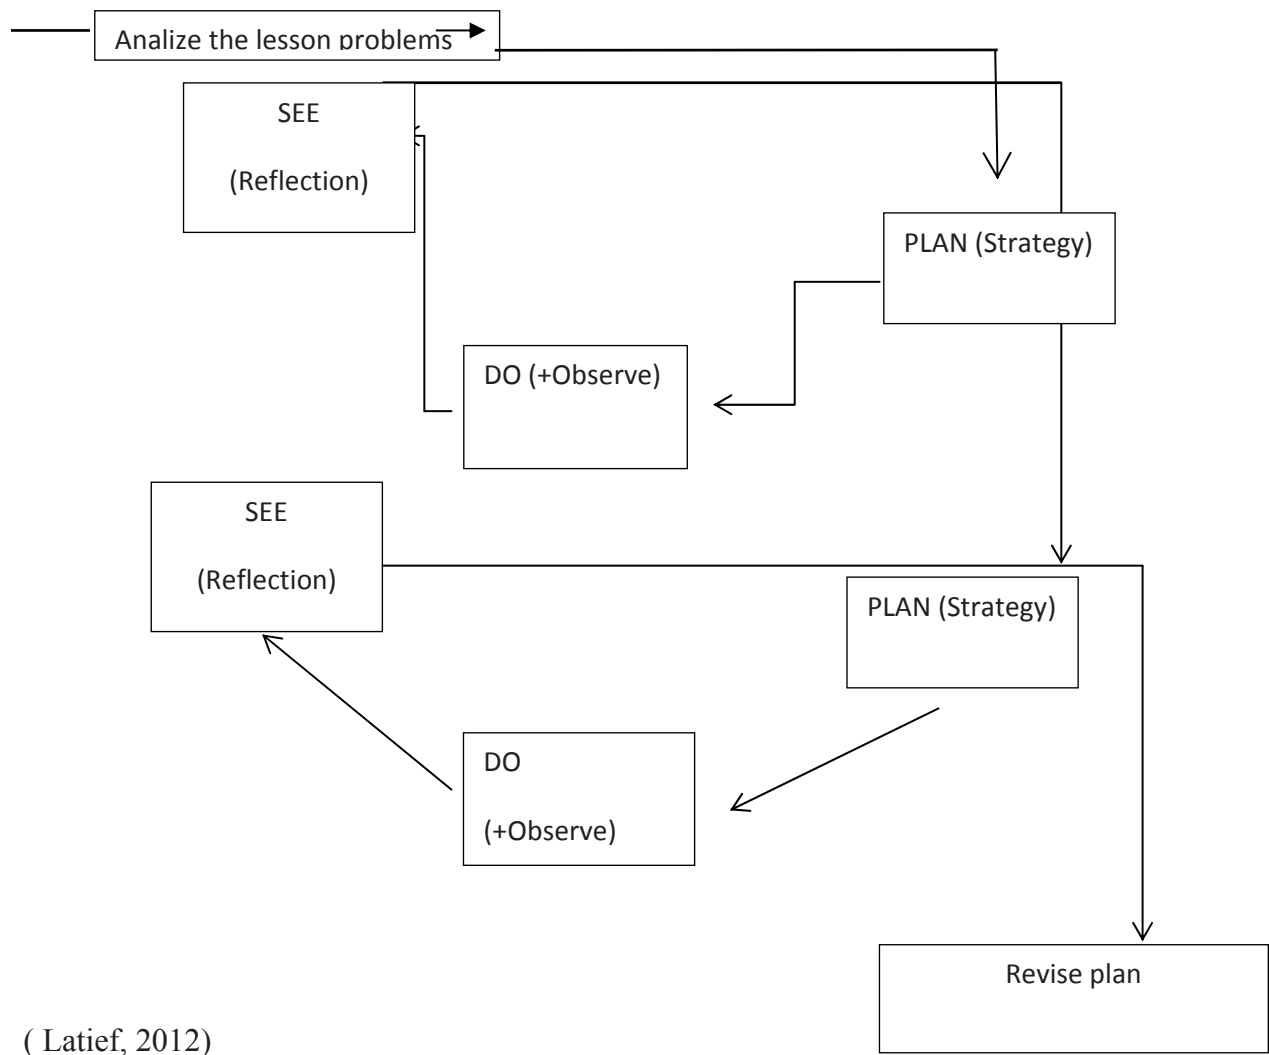 Analize the lesson problems
SEE
(Reflection)
PLAN (Strategy)
DO (+Observe)
SEE
(Reflection)
PLAN (Strategy)
DO
(+Observe)
Revise plan
( Latief, 2012)